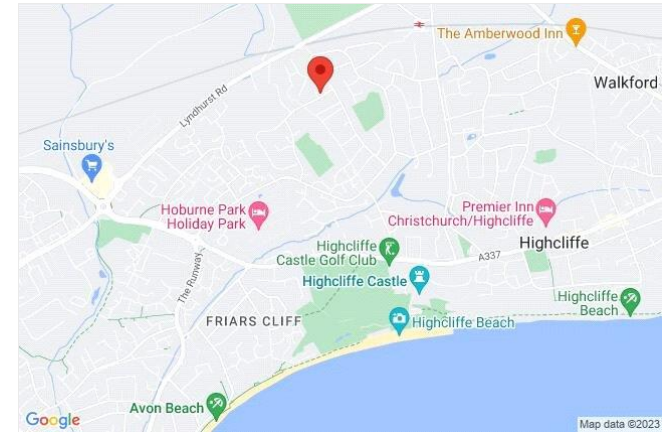 The Amberwood Inn
Walkford
Lyndhurst Rd
Sainsbury's
Hoburne Park
Holiday Park
Premier Inn
Christchurch/Highcliffe
Highcliffe
Castle Golf Club
Highcliffe
A337
The Runway
Highcliffe Castle
Highcliffe
Beach
FRIARS CLIFF
Highcliffe Beach
Avon Beach
Google
Map data ©2023